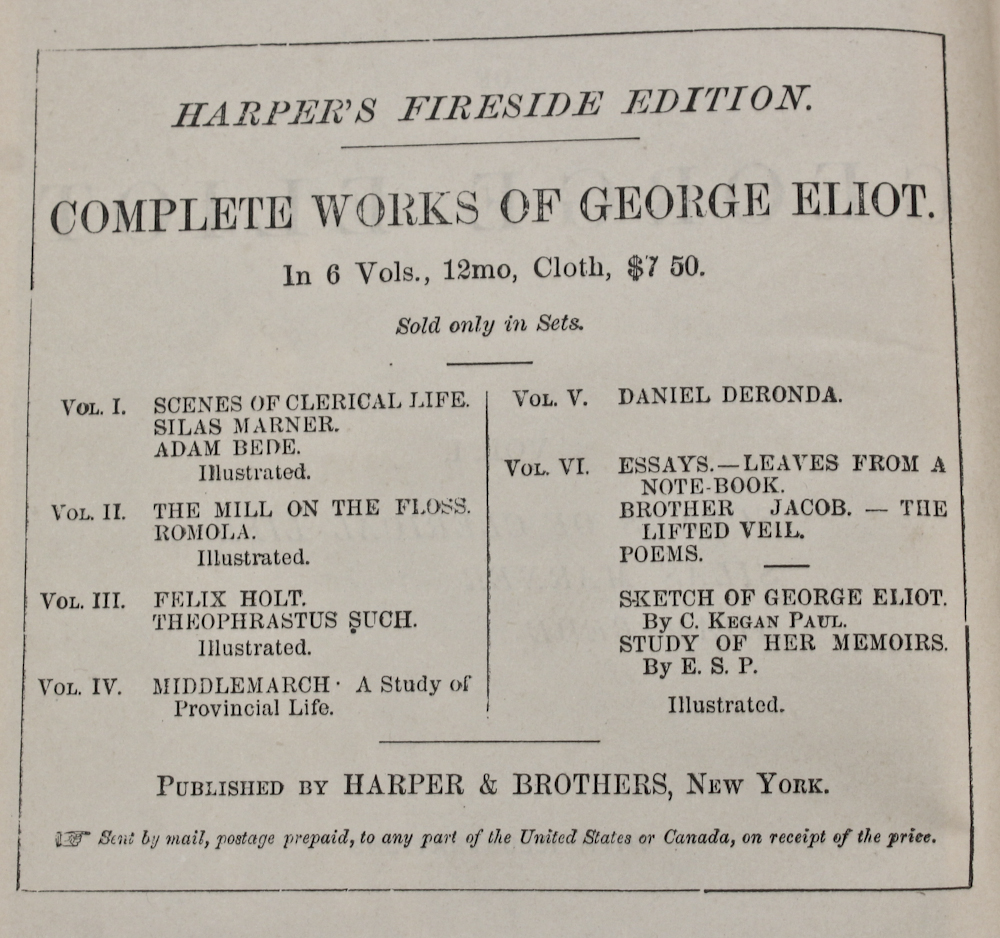 HARPER'S FIRESIDE EDITION.
COMPLETE WORKS OF GEORGE ELIOT.
In 6 Vols., 12mo, Cloth, $7 50.
Sold only in Sets.
VOL. I. SCENES OF CLERICAL LIFE.
SILAS MARNER.
ADAM BEDE.
Illustrated.
VOL. II. THE MILL ON THE FLOSS.
ROMOLA.
Illustrated.
VOL. III. FELIX HOLT.
THEOPHRASTUS SUCH.
Illustrated.
VOL. IV. MIDDLEMARCH · A Study of
Provincial Life.
VOL. V. DANIEL DERONDA.
VOL. VI. ESSAYS.—LEAVES FROM A
NOTE-BOOK.
BROTHER JACOB. — THE
LIFTED VEIL.
POEMS.
SKETCH OF GEORGE ELIOT.
By C. KEGAN PAUL.
STUDY OF HER MEMOIRS.
By E. S. P.
Illustrated.
PUBLISHED BY HARPER & BROTHERS, NEW YORK.
☞ Sent by mail, postage prepaid, to any part of the United States or Canada, on receipt of the price.